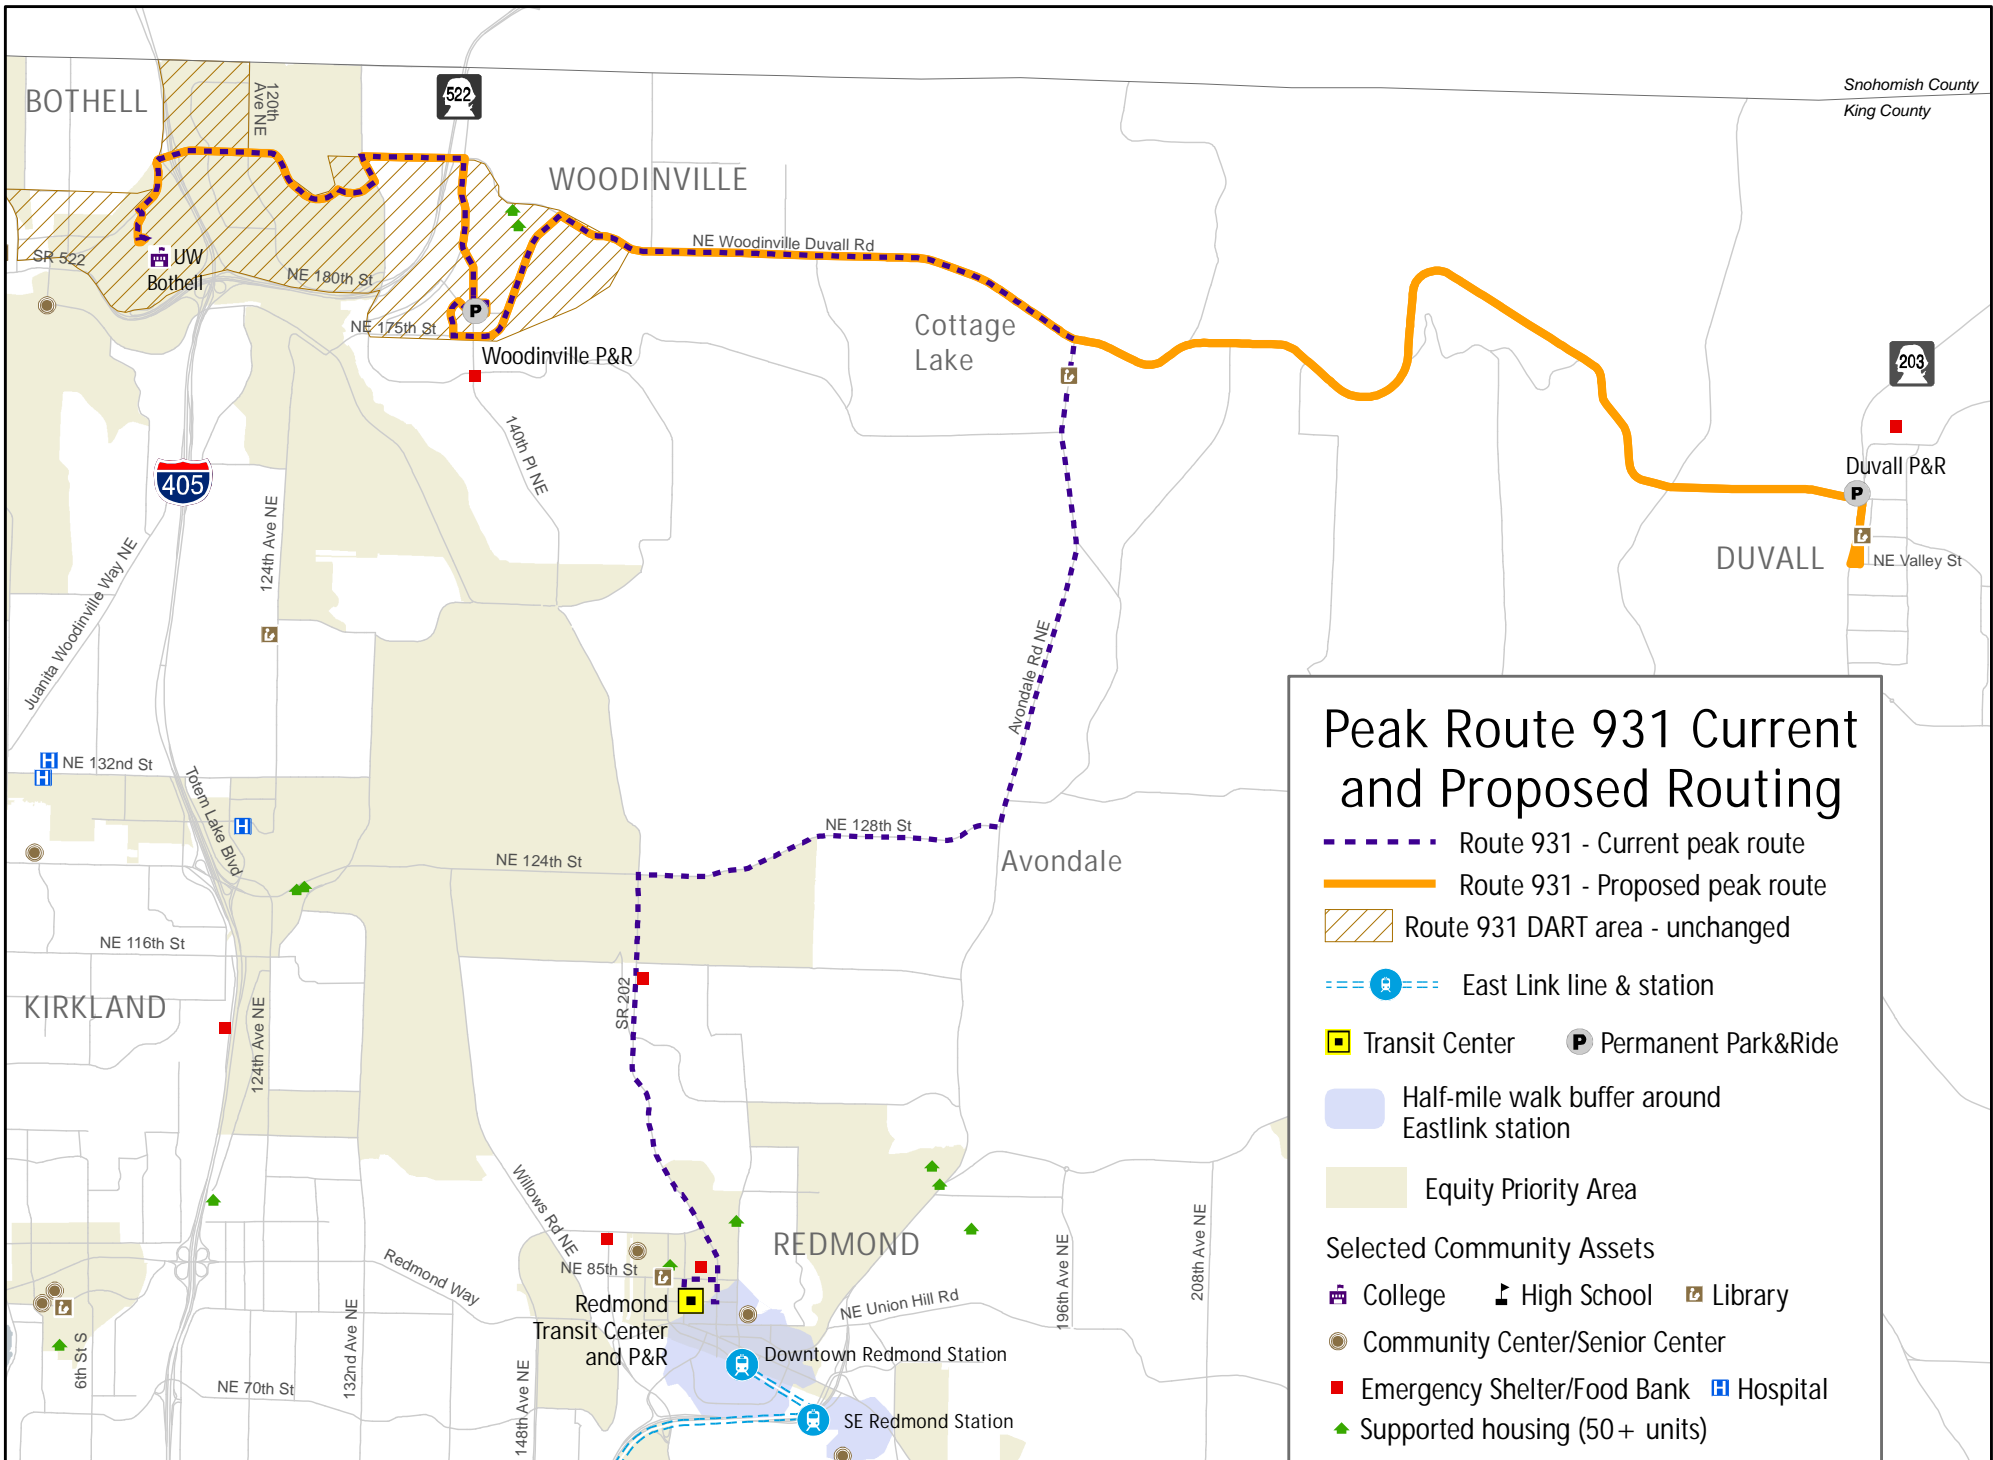 Snohomish County
King County
BOTHELL
120th
Ave NE
522
WOODINVILLE
NE Woodinville Duvall Rd
SR 522
UW
Bothell
NE 180th St
NE 175th St
P
Woodinville P&R
Cottage
Lake
203
Duvall P&R
P
DUVALL
NE Valley St
140th Pl NE
405
124th Ave NE
Juanita Woodinville Way NE
Avondale Rd NE
H
H
NE 132nd St
Totem Lake Blvd
H
NE 128th St
NE 124th St
Avondale
NE 116th St
SR 202
KIRKLAND
124th Ave NE
Willows Rd NE
REDMOND
NE 85th St
Redmond Way
Redmond
Transit Center
and P&R
NE Union Hill Rd
196th Ave NE
208th Ave NE
6th St S
132nd Ave NE
NE 70th St
148th Ave NE
Downtown Redmond Station
SE Redmond Station
Peak Route 931 Current
and Proposed Routing
Route 931 - Current peak route
Route 931 - Proposed peak route
Route 931 DART area - unchanged
East Link line & station
Transit Center
P Permanent Park&Ride
Half-mile walk buffer around
Eastlink station
Equity Priority Area
Selected Community Assets
College
High School
Library
Community Center/Senior Center
Emergency Shelter/Food Bank
H Hospital
Supported housing (50+ units)